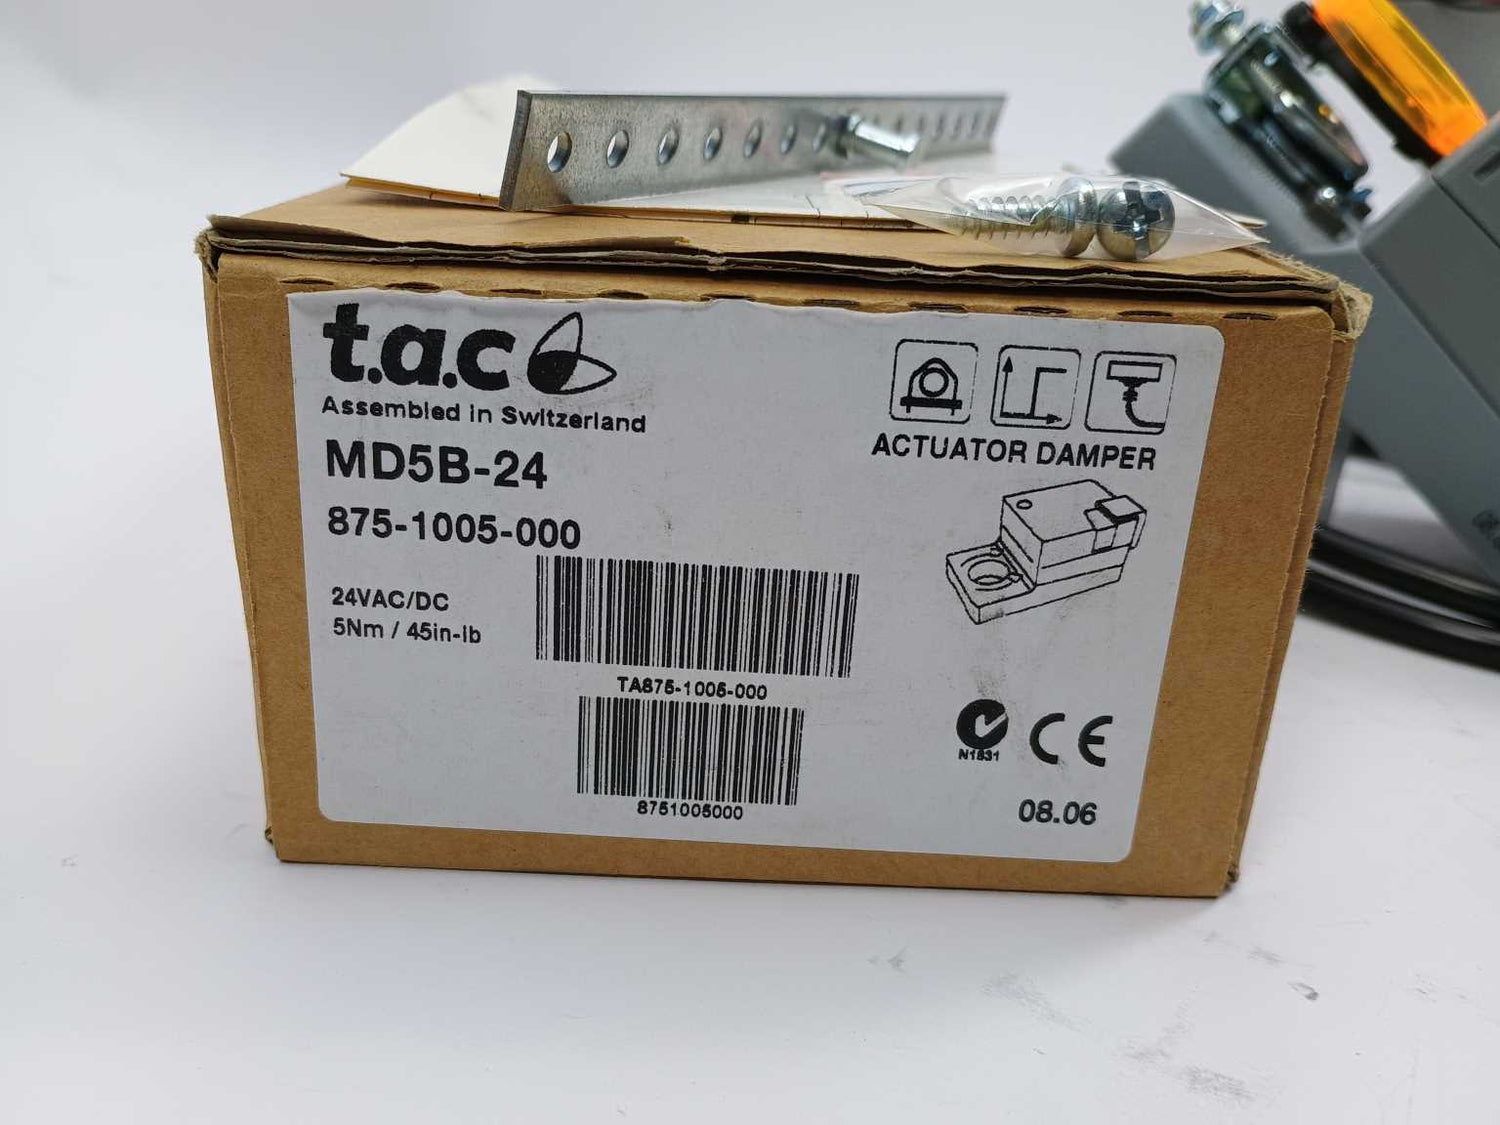 t.a.c
Assembled in Switzerland
MD5B-24
875-1005-000
24VAC/DC
5Nm / 45in-lb
TA875-1005-000
8751005000
ACTUATOR DAMPER
N1831
CE
08.06